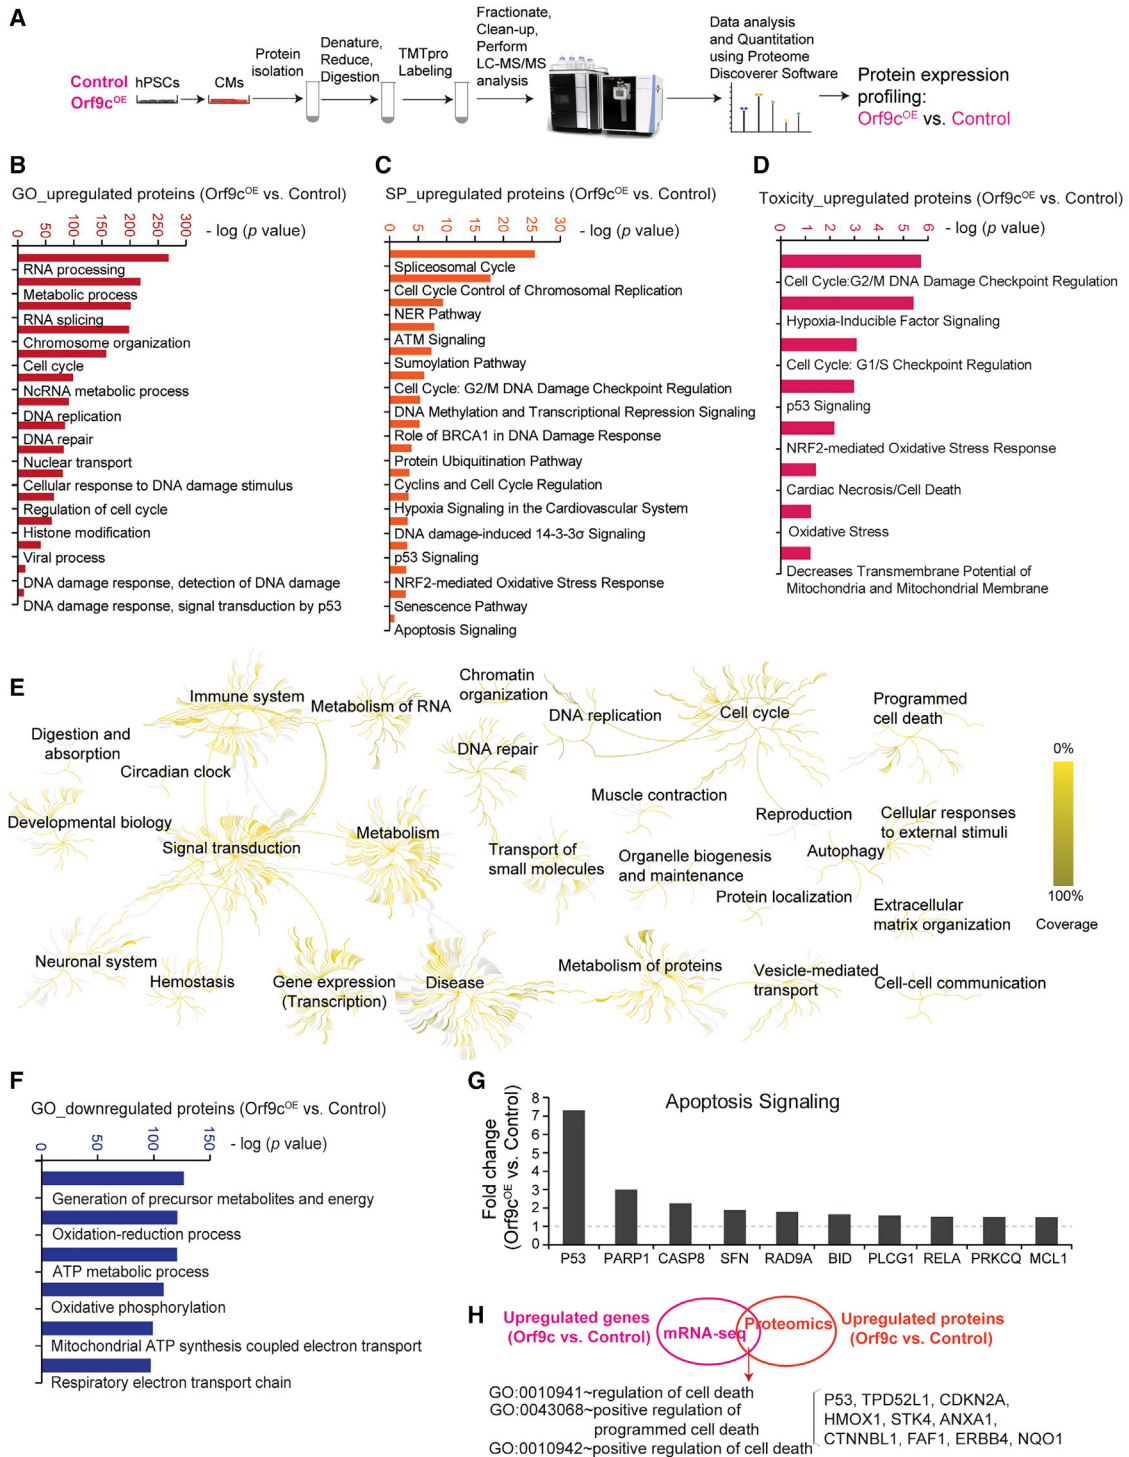 A
Control
Orf9cOE
hPSCs
CMs
Protein
isolation
Denature,
Reduce,
Digestion
TMTpro
Labeling
Fractionate,
Clean-up,
Perform
LC-MS/MS
analysis
Data analysis
and Quantitation
using Proteome
Discoverer Software
Protein expression
profiling:
Orf9cOE vs. Control
B
GO_upregulated proteins (Orf9cOE vs. Control)
0 50 100 150 200 250 300
- log (p value)
RNA processing
Metabolic process
RNA splicing
Chromosome organization
Cell cycle
NcRNA metabolic process
DNA replication
DNA repair
Nuclear transport
Cellular response to DNA damage stimulus
Regulation of cell cycle
Histone modification
Viral process
DNA damage response, detection of DNA damage
DNA damage response, signal transduction by p53
C
SP_upregulated proteins (Orf9cOE vs. Control)
0 5 10 15 20 25 30
- log (p value)
Spliceosomal Cycle
Cell Cycle Control of Chromosomal Replication
NER Pathway
ATM Signaling
Sumoylation Pathway
Cell Cycle: G2/M DNA Damage Checkpoint Regulation
DNA Methylation and Transcriptional Repression Signaling
Role of BRCA1 in DNA Damage Response
Protein Ubiquitination Pathway
Cyclins and Cell Cycle Regulation
Hypoxia Signaling in the Cardiovascular System
DNA damage-induced 14-3-3σ Signaling
p53 Signaling
NRF2-mediated Oxidative Stress Response
Senescence Pathway
Apoptosis Signaling
D
Toxicity_upregulated proteins (Orf9cOE vs. Control)
0 1 2 3 4 5 6
- log (p value)
Cell Cycle:G2/M DNA Damage Checkpoint Regulation
Hypoxia-Inducible Factor Signaling
Cell Cycle: G1/S Checkpoint Regulation
p53 Signaling
NRF2-mediated Oxidative Stress Response
Cardiac Necrosis/Cell Death
Oxidative Stress
Decreases Transmembrane Potential of
Mitochondria and Mitochondrial Membrane
E
Immune system
Metabolism of RNA
Chromatin
organization
DNA replication
Cell cycle
Programmed
cell death
Digestion and
absorption
Circadian clock
DNA repair
0%
Muscle contraction
Reproduction
Developmental biology
Signal transduction
Metabolism
Transport of
small molecules
Organelle biogenesis
and maintenance
Autophagy
Cellular responses
to external stimuli
Protein localization
Extracellular
matrix organization
100%
Coverage
Neuronal system
Hemostasis
Gene expression
(Transcription)
Disease
Metabolism of proteins
Vesicle-mediated
transport
Cell-cell communication
F
GO_downregulated proteins (Orf9cOE vs. Control)
0 50 100 150
- log (p value)
Generation of precursor metabolites and energy
Oxidation-reduction process
ATP metabolic process
Oxidative phosphorylation
Mitochondrial ATP synthesis coupled electron transport
Respiratory electron transport chain
G
Apoptosis Signaling
Fold change
(Orf9cOE vs. Control)
8
7
6
5
4
3
2
1
0
P53 PARP1 CASP8 SFN RAD9A BID PLCG1 RELA PRKCQ MCL1
H
Upregulated genes
(Orf9c vs. Control)
mRNA-seq
Proteomics
Upregulated proteins
(Orf9c vs. Control)
GO:0010941~regulation of cell death
GO:0043068~positive regulation of
programmed cell death
GO:0010942~positive regulation of cell death
P53, TPD52L1, CDKN2A,
HMOX1, STK4, ANXA1,
CTNNBL1, FAF1, ERBB4, NQO1